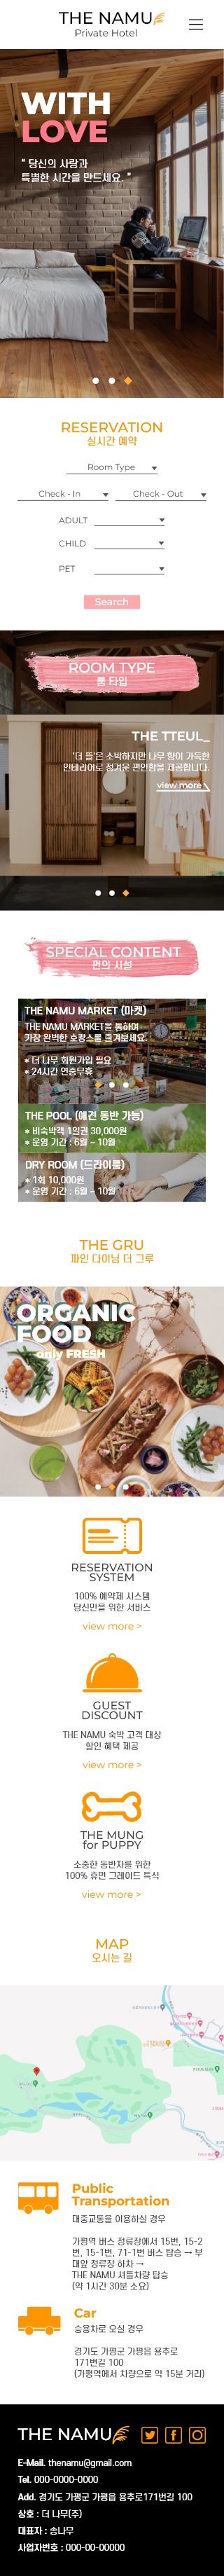 THE NAMU
Private Hotel
WITH
LOVE
“ 당신의 사랑과
특별한 시간을 만드세요. ”
RESERVATION
실시간 예약
Room Type
Check - In
Check - Out
ADULT
CHILD
PET
Search
ROOM TYPE
룸 타입
THE TTEUL_
'더 뜰'은 소박하지만 나무 향이 가득한
인테리어로 정겨운 편안함을 제공합니다.
view more
SPECIAL CONTENT
편의 시설
THE NAMU MARKET (마켓)
THE NAMU MARKET을 통하여
가장 완벽한 호캉스를 즐겨보세요.
* 더 나무 회원가입 필요
* 24시간 연중무휴
THE POOL (애견 동반 가능)
* 비숙박객 1일권 30,000원
* 운영 기간 : 6월 – 10월
DRY ROOM (드라이룸)
* 1회 10,000원
* 운영 기간 : 6월 – 10월
THE GRU
파인 다이닝 더 그루
ORGANIC
FOOD
only FRESH
RESERVATION
SYSTEM
100% 예약제 시스템
당신만을 위한 서비스
view more >
GUEST
DISCOUNT
THE NAMU 숙박 고객 대상
할인 혜택 제공
view more >
THE MUNG
for PUPPY
소중한 동반자를 위한
100% 휴먼 그레이드 특식
view more >
MAP
오시는 길
Public
Transportation
대중교통을 이용하실 경우
가평역 버스 정류장에서 15번, 15-2
번, 15-1번, 71-1번 버스 탑승 → 부
대앞 정류장 하차 →
THE NAMU 셔틀차량 탑승
(약 1시간 30분 소요)
Car
승용차로 오실 경우
경기도 가평군 가평읍 용추로
171번길 100
(가평역에서 차량으로 약 15분 거리)
THE NAMU
E-Mail. thenamu@gmail.com
Tel. 000-0000-0000
Add. 경기도 가평군 가평읍 용추로171번길 100
상호 : 더 나무(주)
대표자 : 송나무
사업자번호 : 000-00-00000